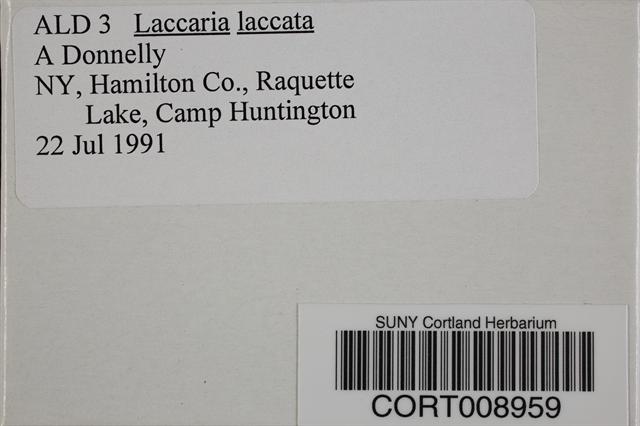 ALD 3 Laccaria laccata
A Donnelly
NY, Hamilton Co., Raquette
Lake, Camp Huntington
22 Jul 1991
SUNY Cortland Herbarium
CORT008959